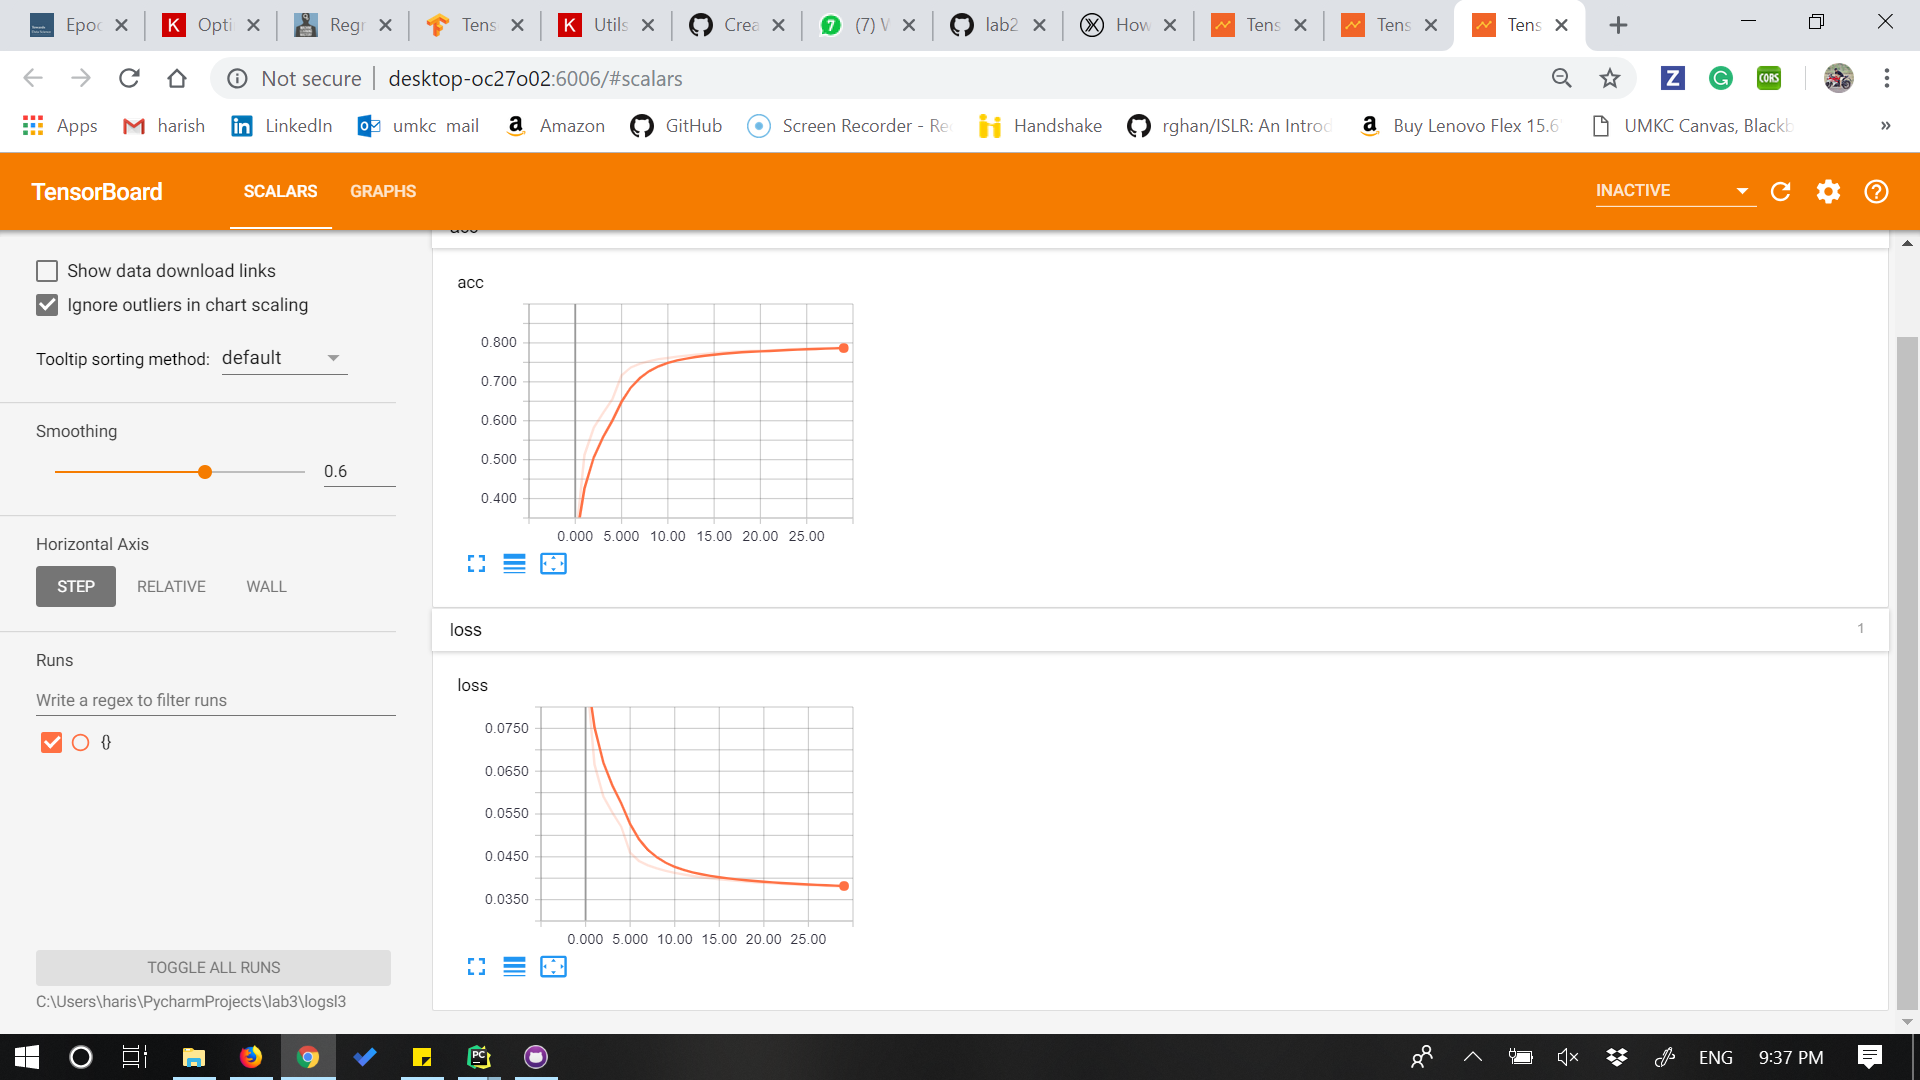 Epoc
Opti
Regr
Tens
Utils
Crea
(7) W
lab2
How
Tens
Tens
Tens
Not secure
desktop-oc27o02:6006/#scalars
Apps
harish
LinkedIn
umkc mail
Amazon
GitHub
Screen Recorder - Re
Handshake
rghan/ISLR: An Introd
Buy Lenovo Flex 15.6"
UMKC Canvas, Blackb
»
TensorBoard
SCALARS
GRAPHS
INACTIVE
Show data download links
Ignore outliers in chart scaling
Tooltip sorting method: default
Smoothing
0.6
Horizontal Axis
STEP
RELATIVE
WALL
Runs
Write a regex to filter runs
{}
TOGGLE ALL RUNS
C:\Users\haris\PycharmProjects\lab3\logsl3
acc
acc
0.800
0.700
0.600
0.500
0.400
0.000 5.000 10.00 15.00 20.00 25.00
loss
1
loss
0.0750
0.0650
0.0550
0.0450
0.0350
0.000 5.000 10.00 15.00 20.00 25.00
ENG
9:37 PM